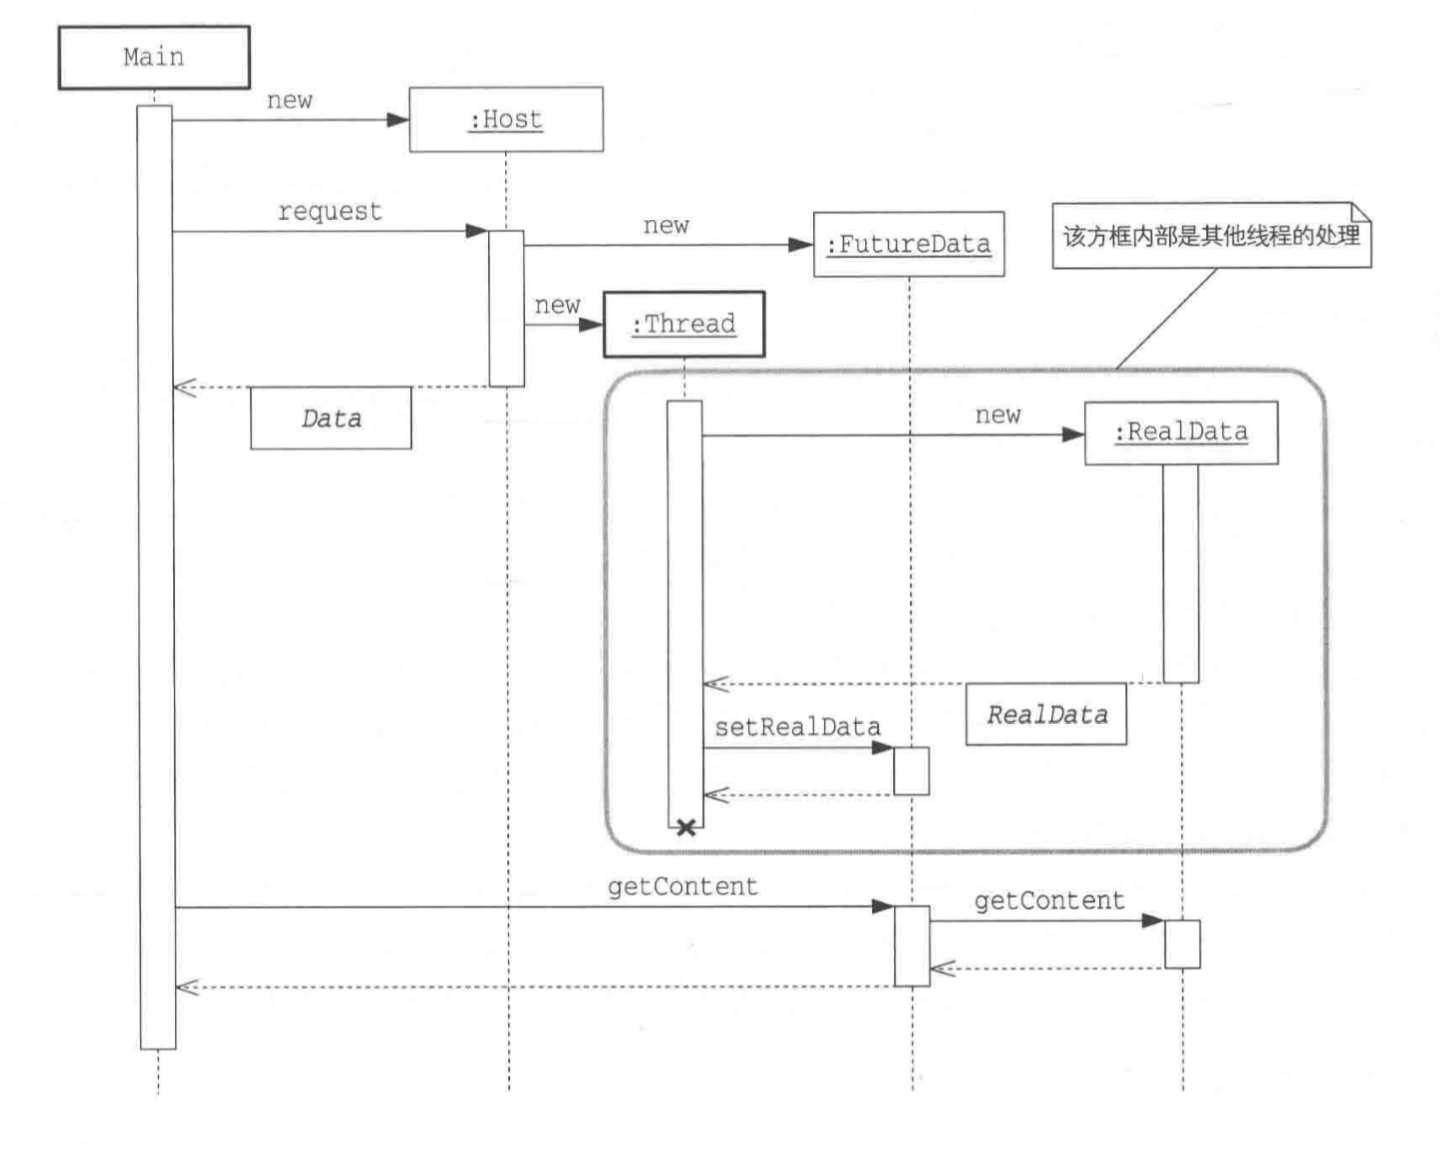 Main
new
:Host
request
new
:FutureData
该方框内部是其他线程的处理
new
:Thread
Data
new
:RealData
RealData
setRealData
getContent
getContent